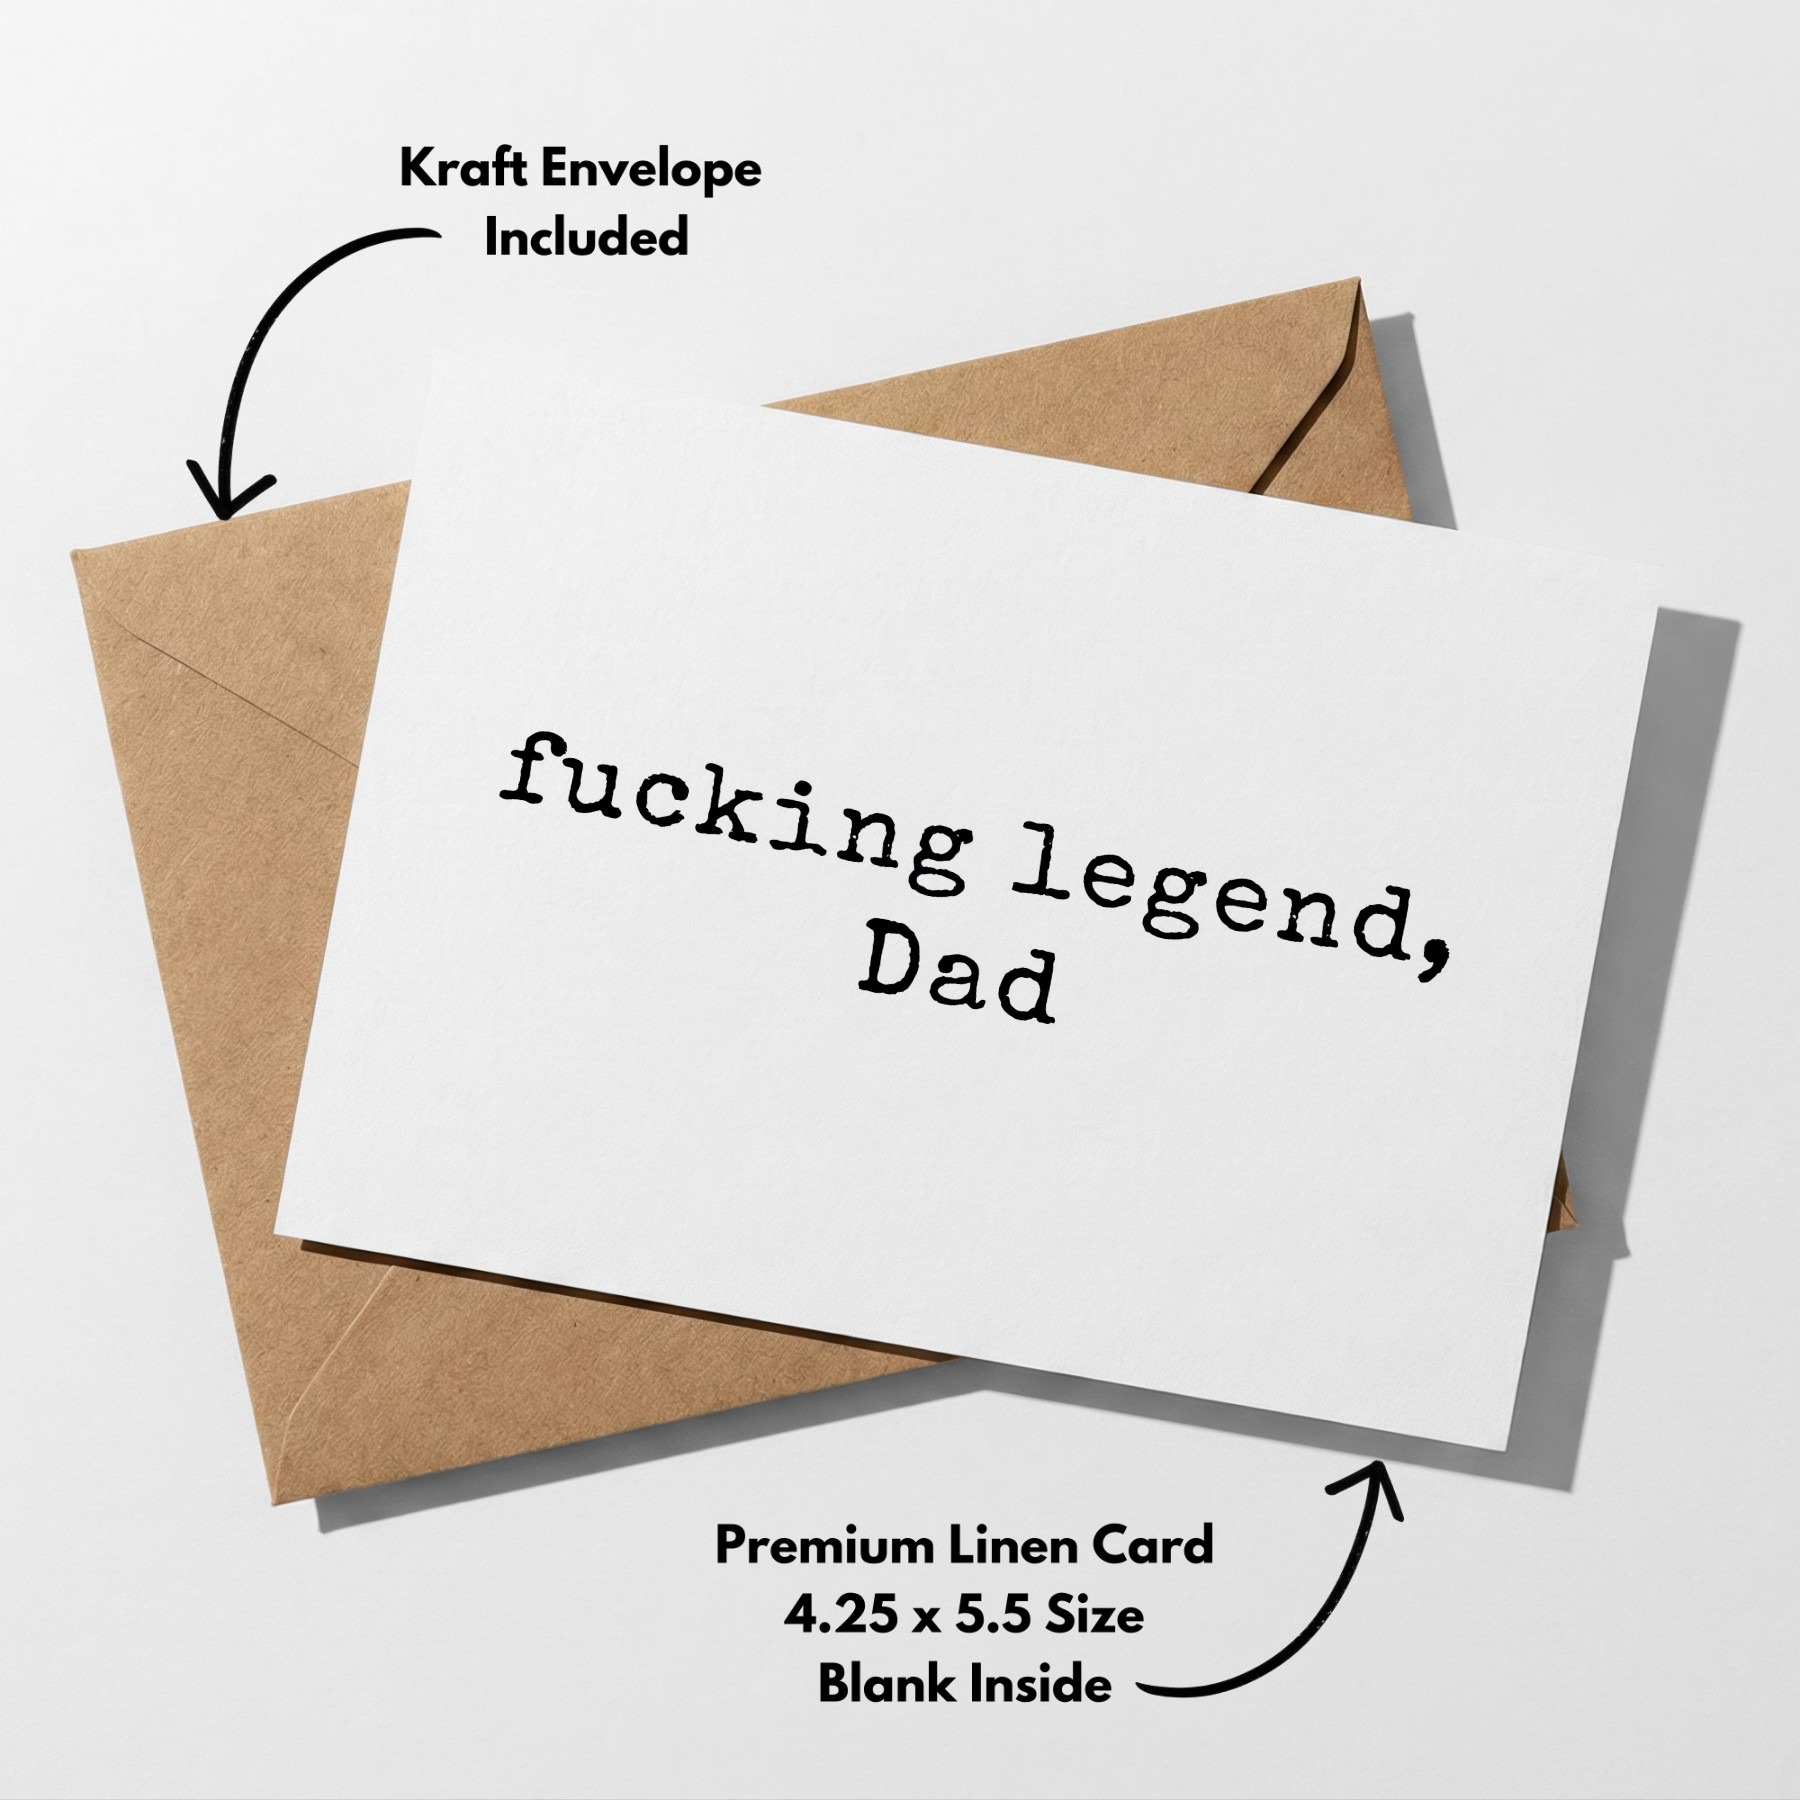 Kraft Envelope
Included
fucking legend,
Dad
Premium Linen Card
4.25 x 5.5 Size
Blank Inside